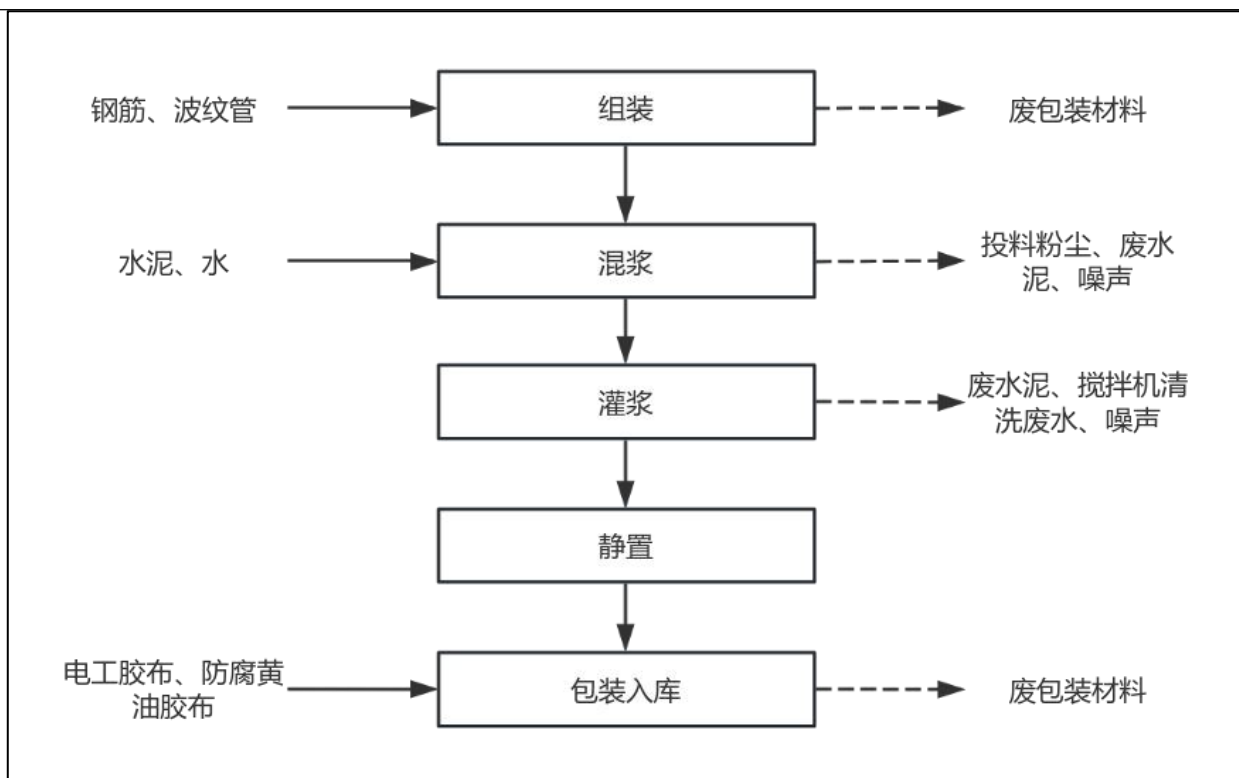 钢筋、波纹管
组装
废包装材料
水泥、水
混浆
投料粉尘、废水
泥、噪声
灌浆
废水泥、搅拌机清
洗废水、噪声
静置
电工胶布、防腐黄
油胶布
包装入库
废包装材料